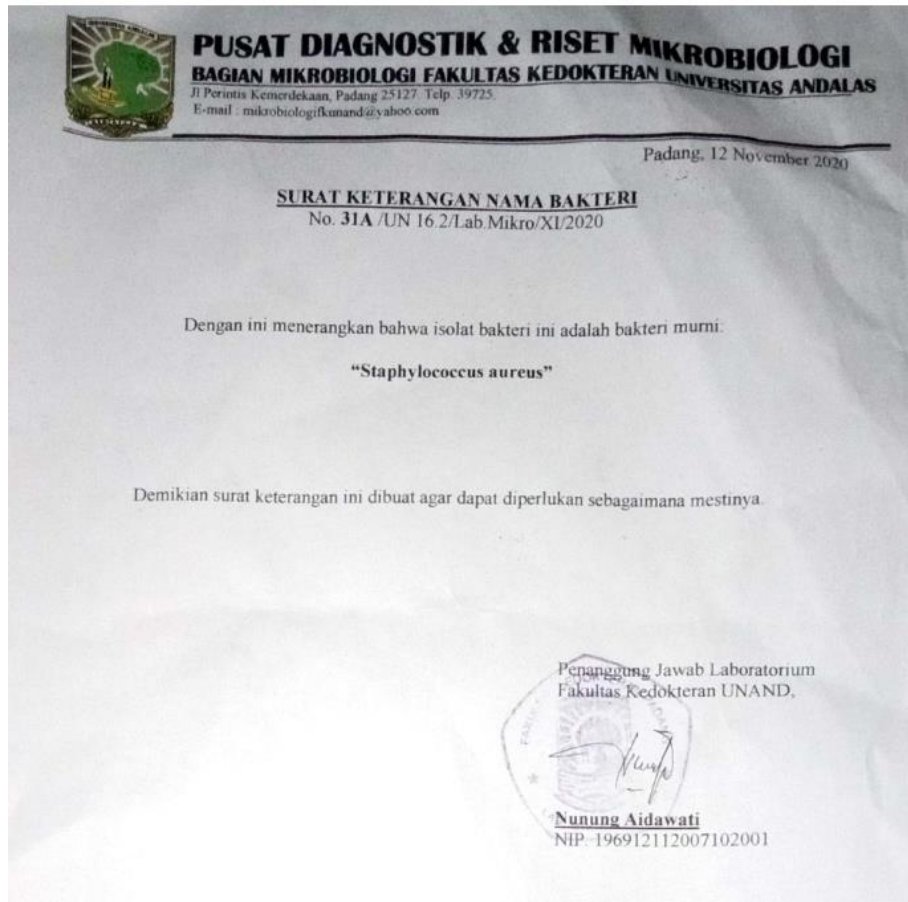 PUSAT DIAGNOSTIK & RISET MIKROBIOLOGI
BAGIAN MIKROBIOLOGI FAKULTAS KEDOKTERAN UNIVERSITAS ANDALAS
Jl Perintis Kemerdekaan, Padang 25127. Telp. 39725.
E-mail : mikrobiologifkunand@yahoo.com
Padang, 12 November 2020
SURAT KETERANGAN NAMA BAKTERI
No. 31A /UN 16.2/Lab.Mikro/XI/2020
Dengan ini menerangkan bahwa isolat bakteri ini adalah bakteri murni:
“Staphylococcus aureus”
Demikian surat keterangan ini dibuat agar dapat diperlukan sebagaimana mestinya.
Penanggung Jawab Laboratorium
Fakultas Kedokteran UNAND,
Nunung Aidawati
NIP. 196912112007102001